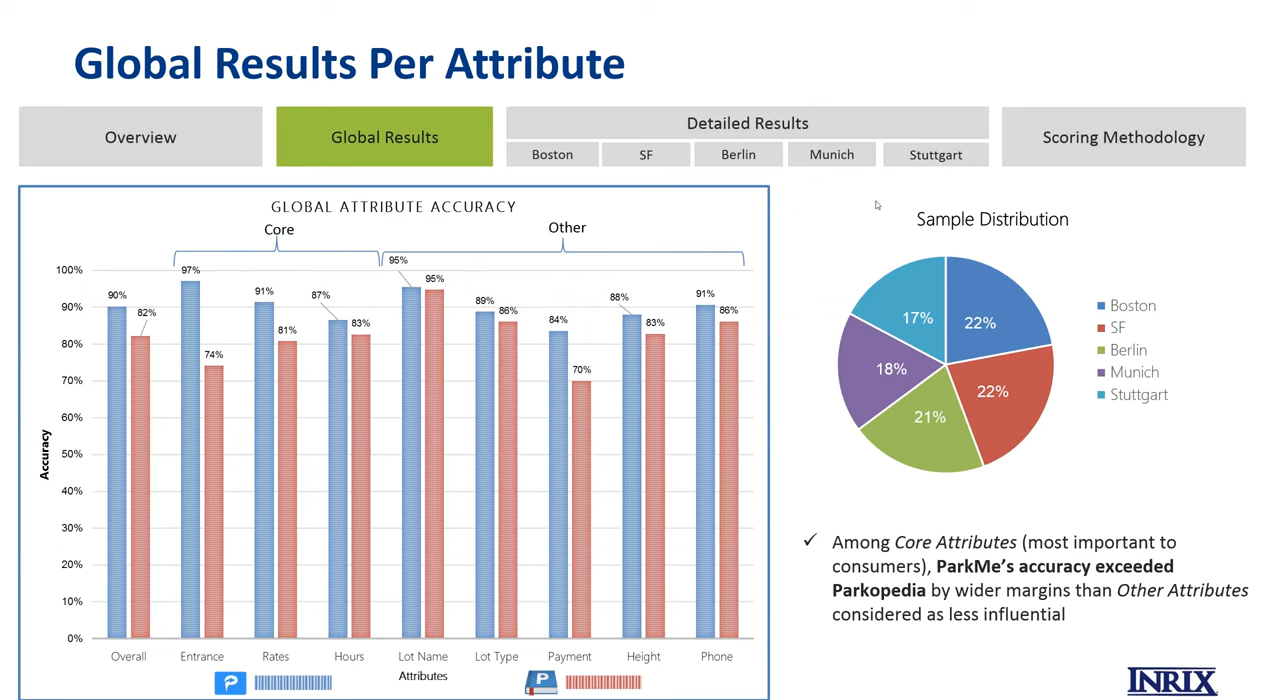 Global Results Per Attribute
Overview
Global Results
Detailed Results
Boston
SF
Berlin
Munich
Stuttgart
Scoring Methodology
GLOBAL ATTRIBUTE ACCURACY
Core
Other
100%
90%
80%
70%
60%
50%
40%
30%
20%
10%
0%
Accuracy
90%
82%
97%
74%
91%
81%
87%
83%
95%
95%
89%
86%
84%
70%
88%
83%
91%
86%
Overall
Entrance
Rates
Hours
Lot Name
Lot Type
Payment
Height
Phone
Attributes
P
P
Sample Distribution
22%
22%
21%
18%
17%
Boston
SF
Berlin
Munich
Stuttgart
✓ Among Core Attributes (most important to
consumers), ParkMe's accuracy exceeded
Parkopedia by wider margins than Other Attributes
considered as less influential
INRIX